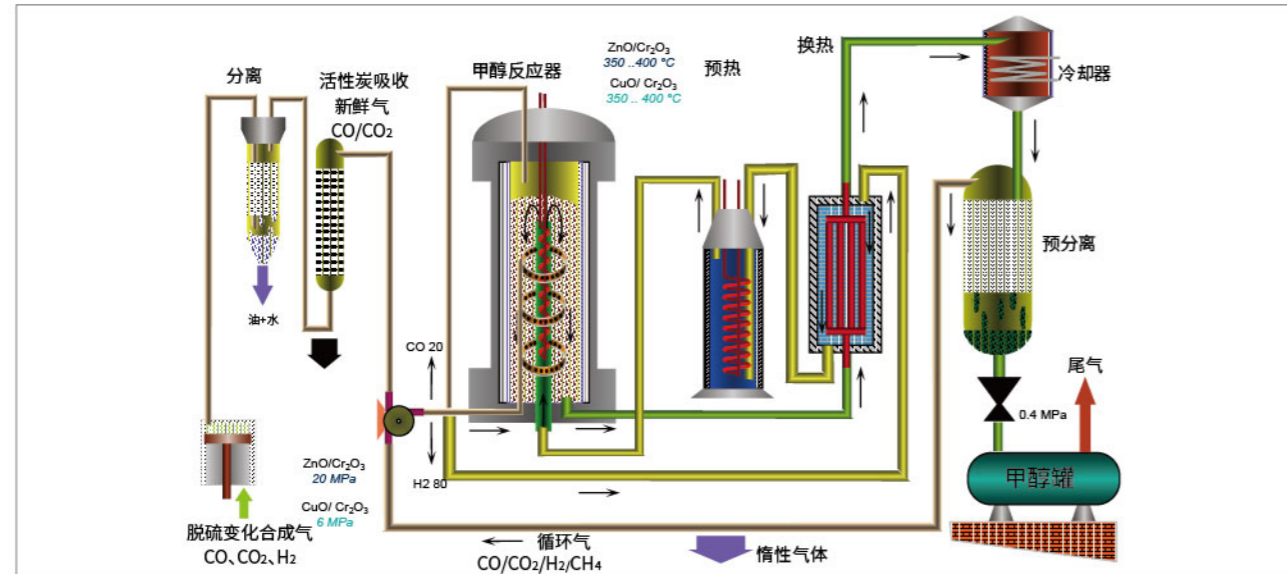 分离
活性炭吸收
新鲜气
CO/CO₂
甲醇反应器
ZnO/Cr₂O₃
350 ..400 °C
CuO/ Cr₂O₃
350 .. 400 °C
预热
换热
冷却器
预分离
油+水
CO 20
H2 80
ZnO/Cr₂O₃
20 MPa
CuO/ Cr₂O₃
6 MPa
脱硫变化合成气
CO、CO₂、H₂
循环气
CO/CO₂/H₂/CH₄
惰性气体
0.4 MPa
尾气
甲醇罐